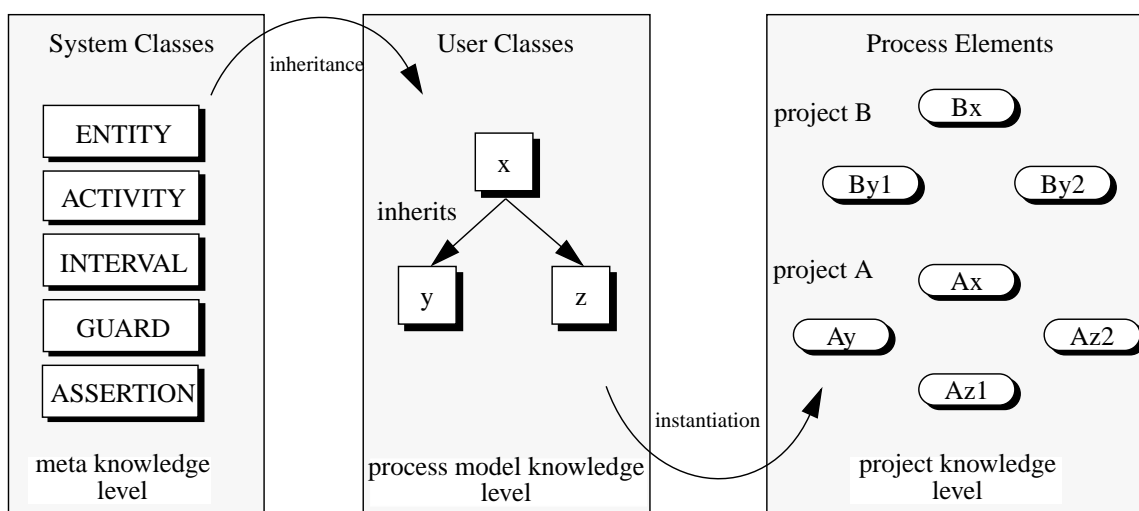 System Classes
ENTITY
ACTIVITY
INTERVAL
GUARD
ASSERTION
meta knowledge
level
inheritance
User Classes
x
inherits
y
z
process model knowledge
level
instantiation
Process Elements
project B
Bx
By1
By2
project A
Ax
Ay
Az2
Az1
project knowledge
level